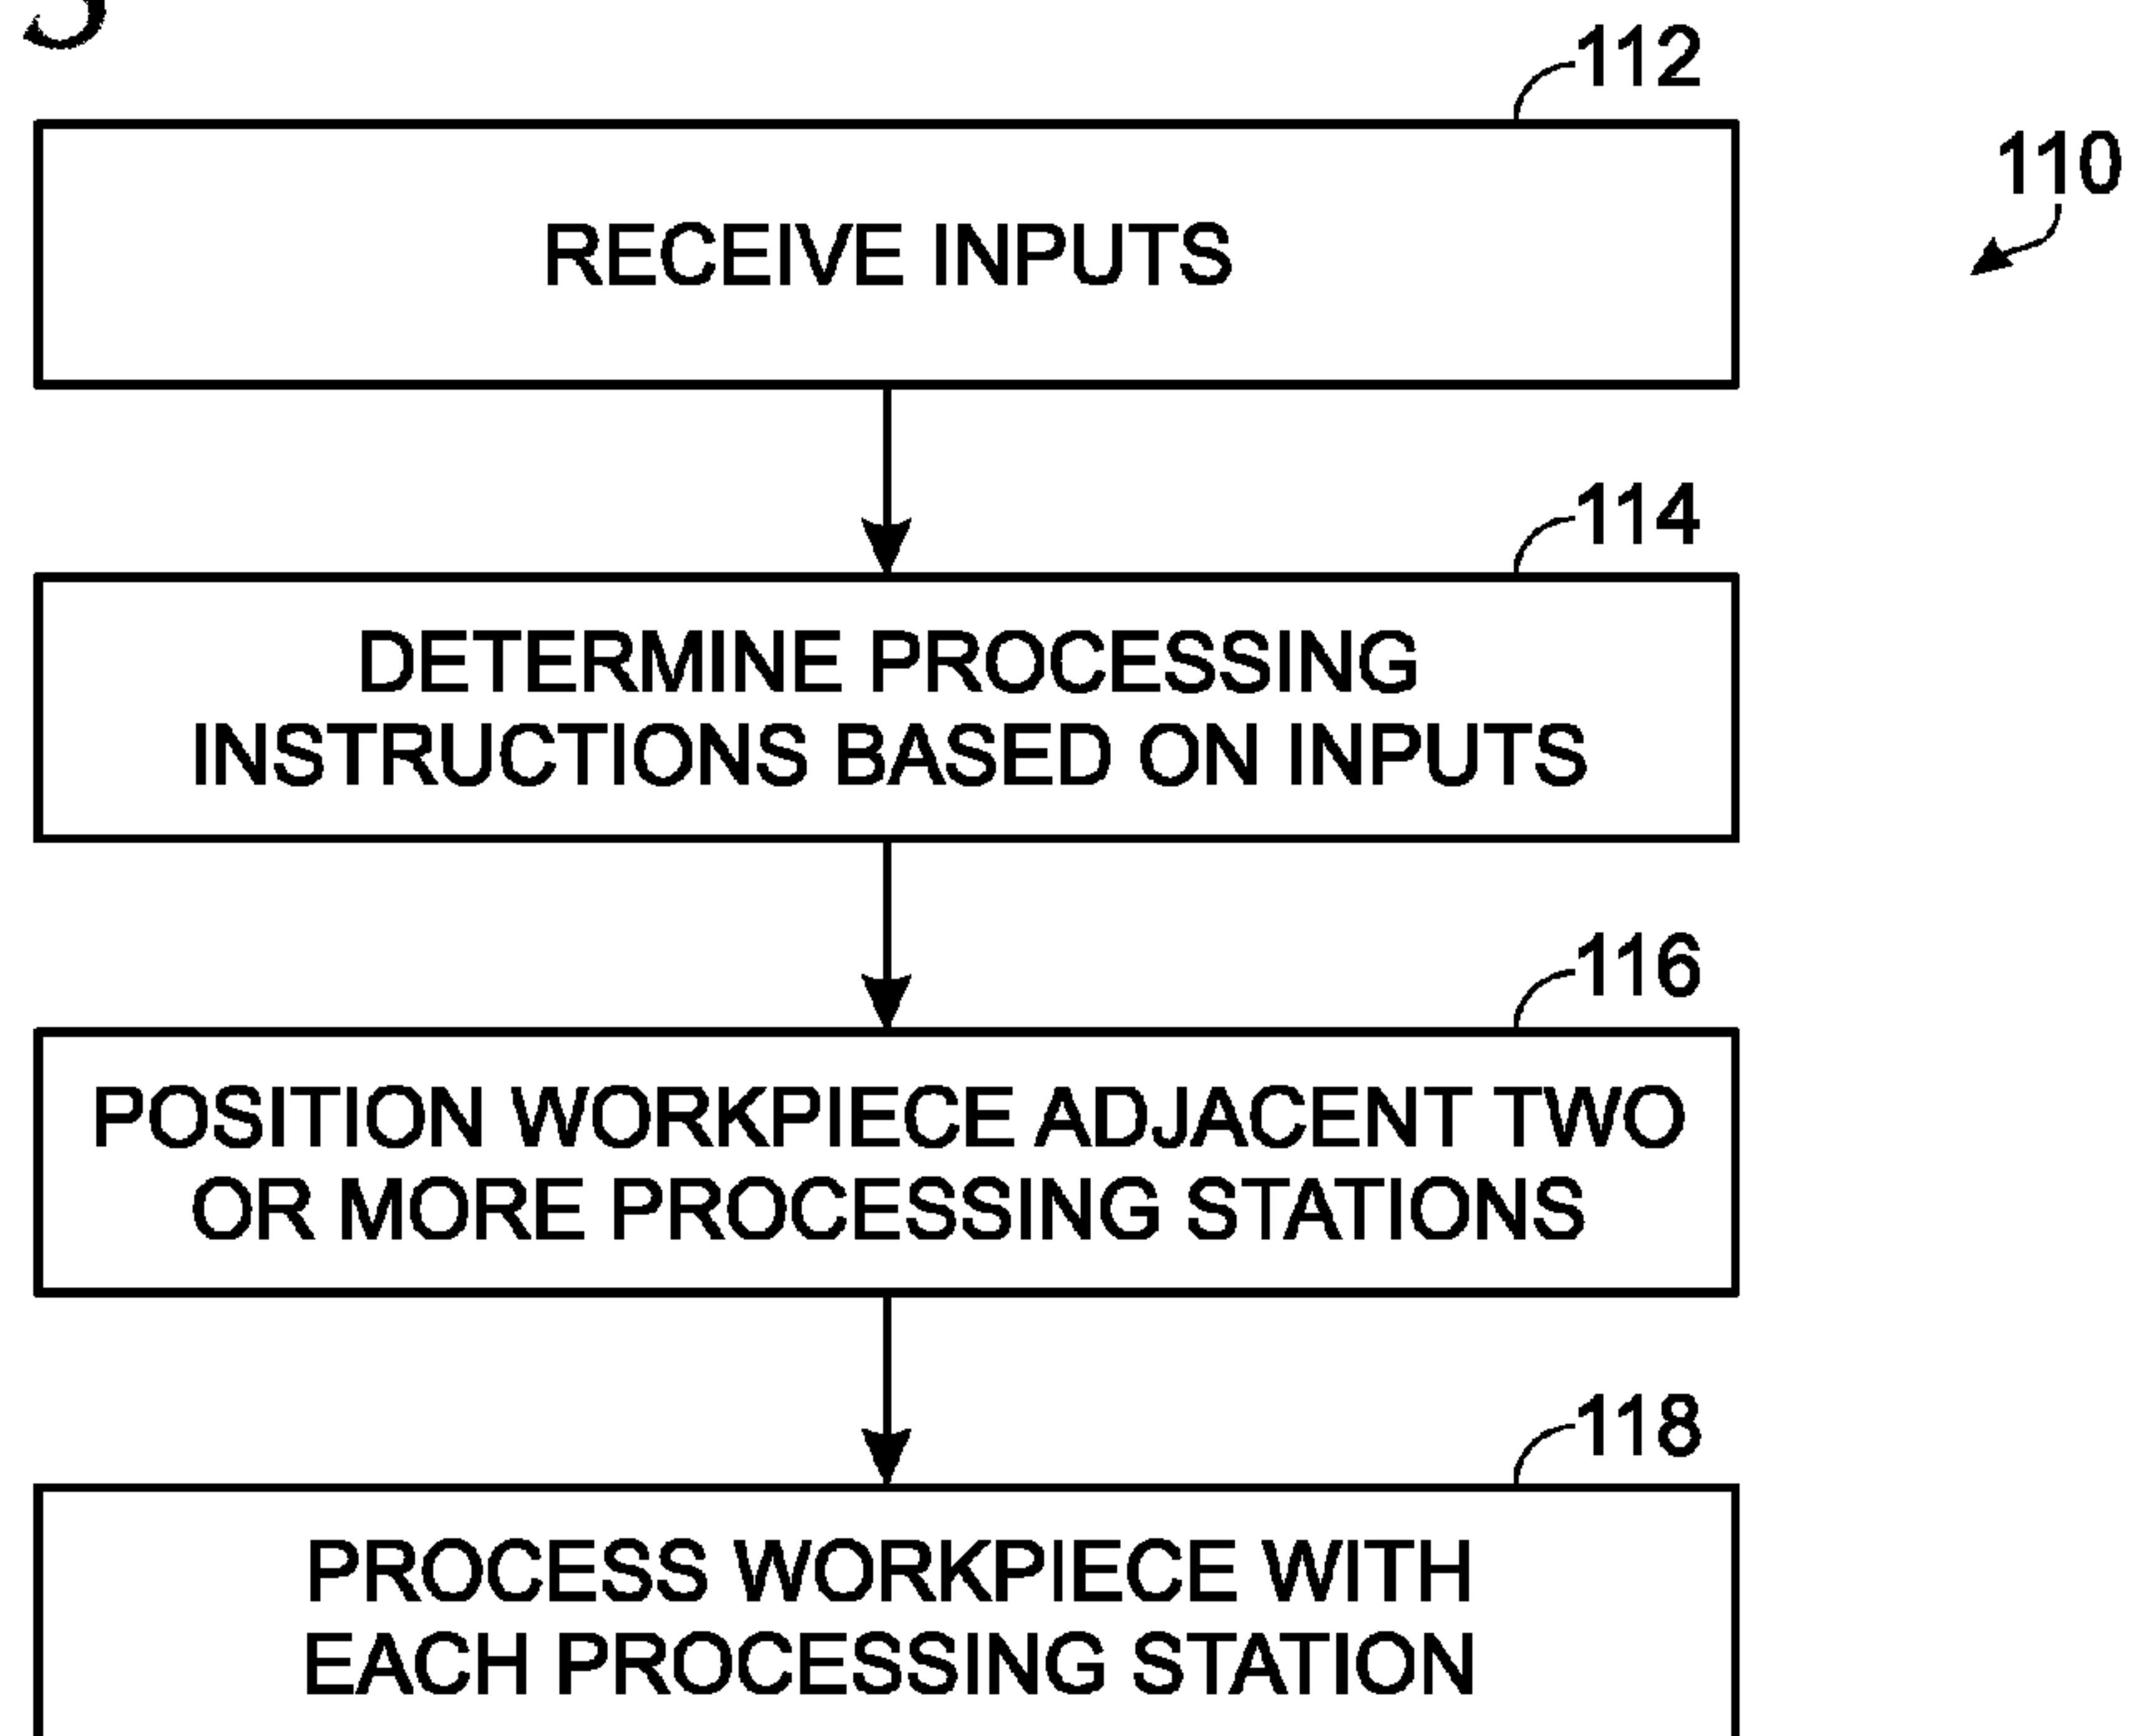 112
110
RECEIVE INPUTS
114
DETERMINE PROCESSING
INSTRUCTIONS BASED ON INPUTS
116
POSITION WORKPIECE ADJACENT TWO
OR MORE PROCESSING STATIONS
118
PROCESS WORKPIECE WITH
EACH PROCESSING STATION